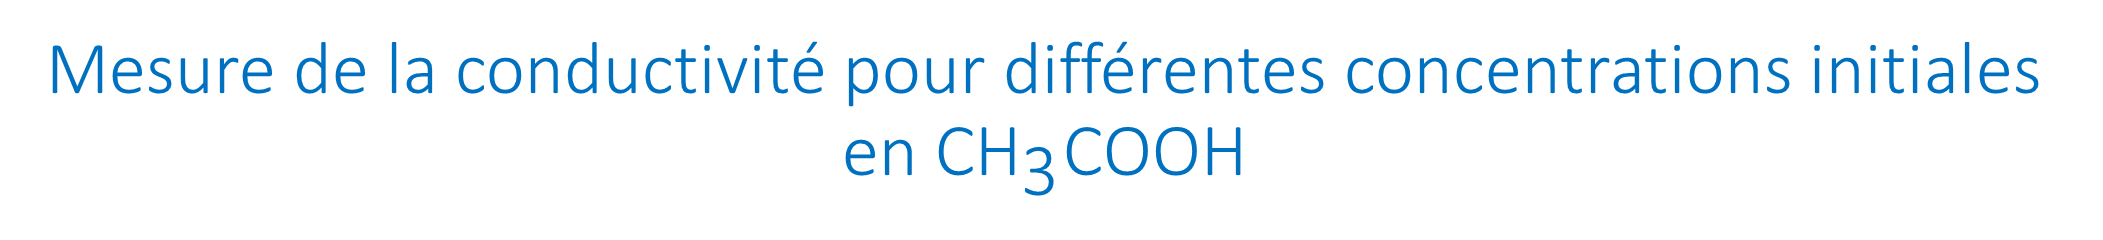 Mesure de la conductivité pour différentes concentrations initiales
en CH₃COOH